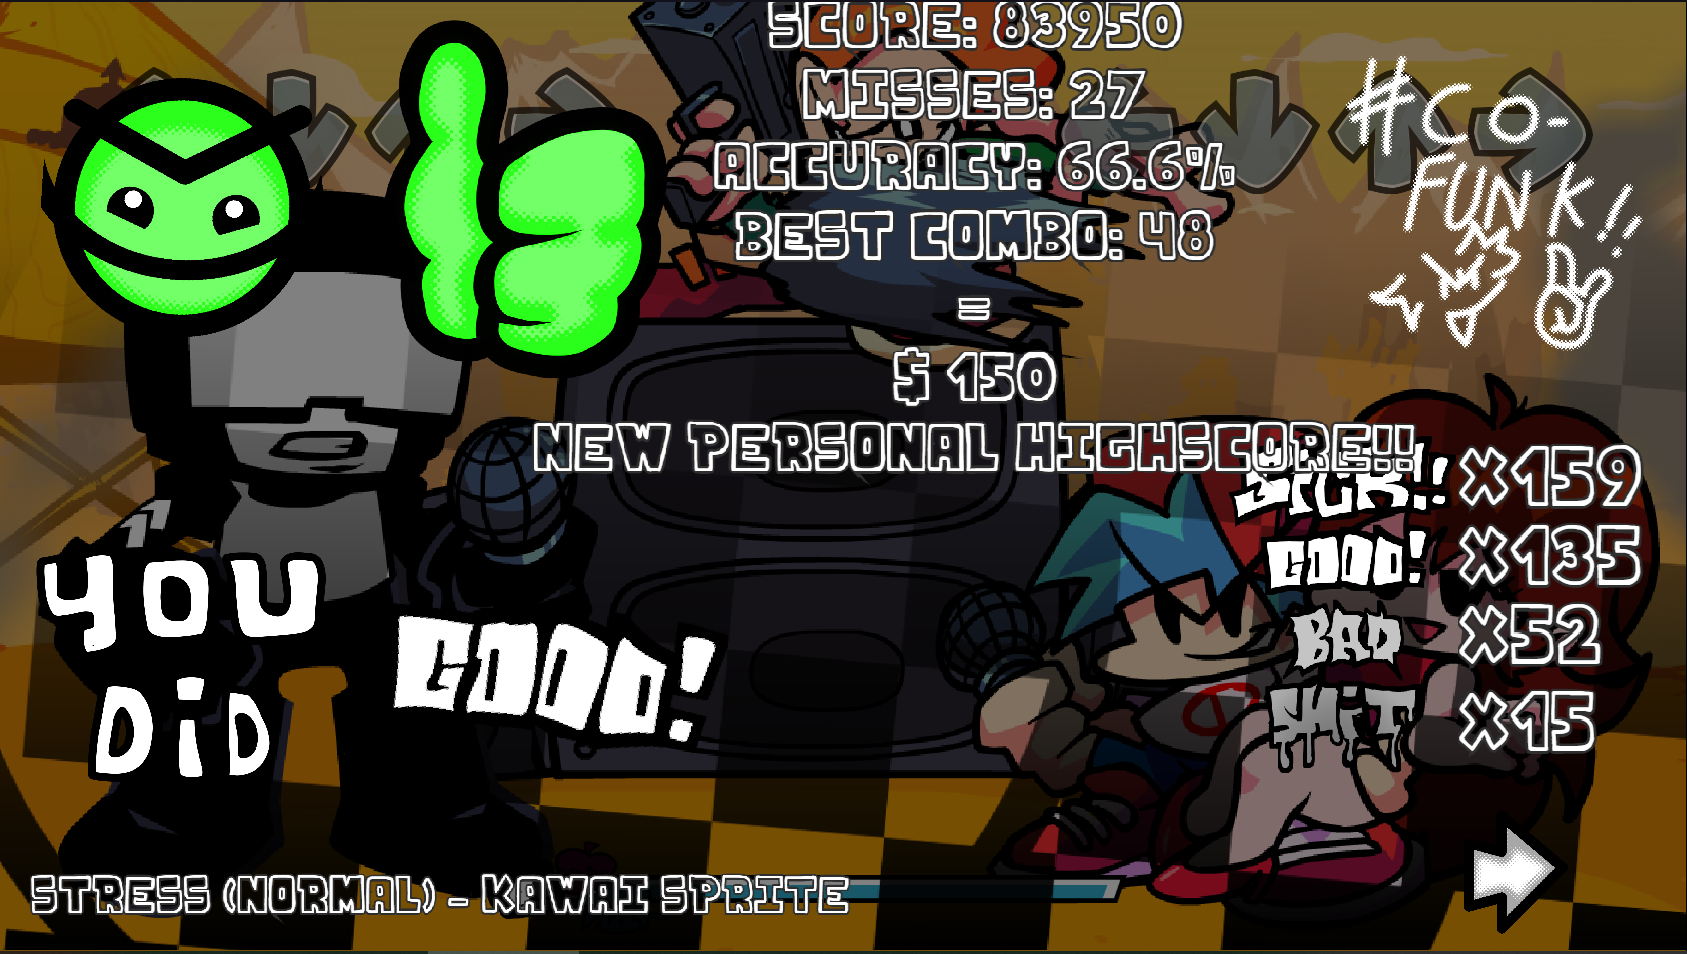 SCORE: 83950
MISSES: 27
ACCURACY: 66.6%
BEST COMBO: 48
=
$ 150
NEW PERSONAL HIGHSCORE!!
#CO-
FUNK!!
SICK!! X159
GOOD! X135
BAD X52
SHIT X15
YOU
DiD
GOOD!
STRESS (NORMAL) - KAWAI SPRITE